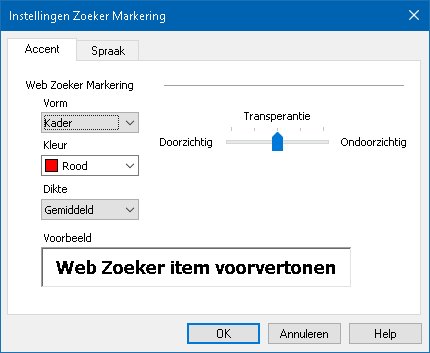 Instellingen Zoeker Markering
Accent
Spraak
Web Zoeker Markering
Vorm
Kader
Transperantie
Kleur
Doorzichtig
Ondoorzichtig
Rood
Dikte
Gemiddeld
Voorbeeld
Web Zoeker item voorvertonen
OK
Annuleren
Help